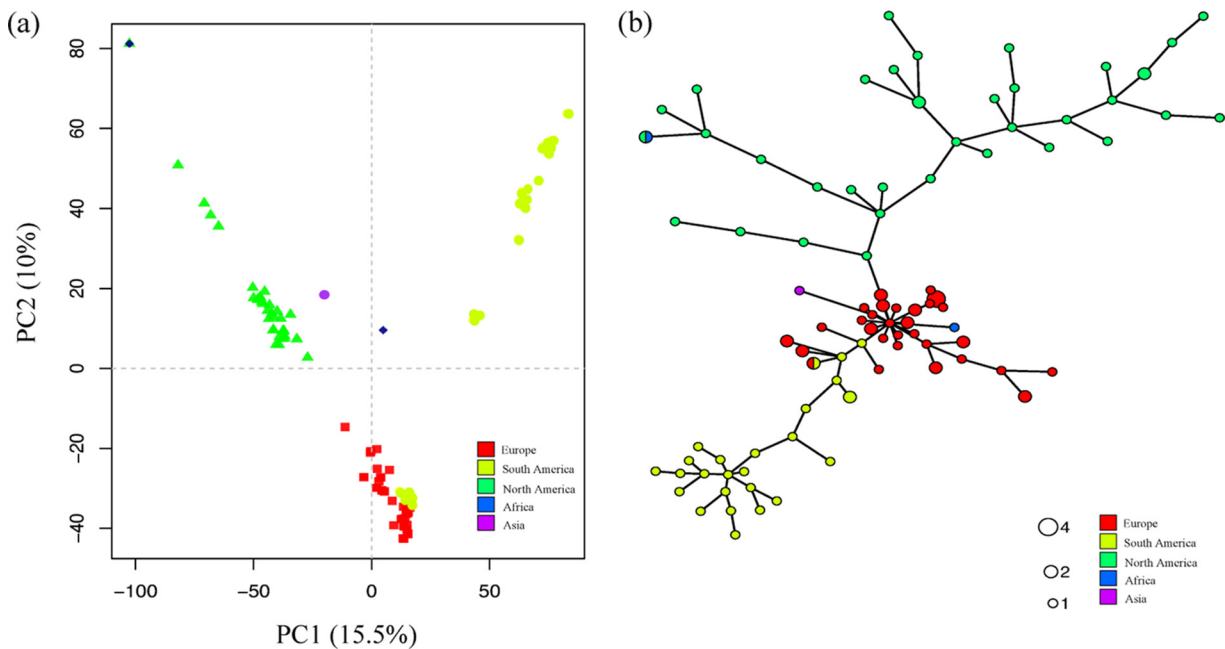 (a)
80
60
40
20
0
−20
−40
PC2 (10%)
−100
−50
0
50
PC1 (15.5%)
Europe
South America
North America
Africa
Asia
(b)
4
2
1
Europe
South America
North America
Africa
Asia